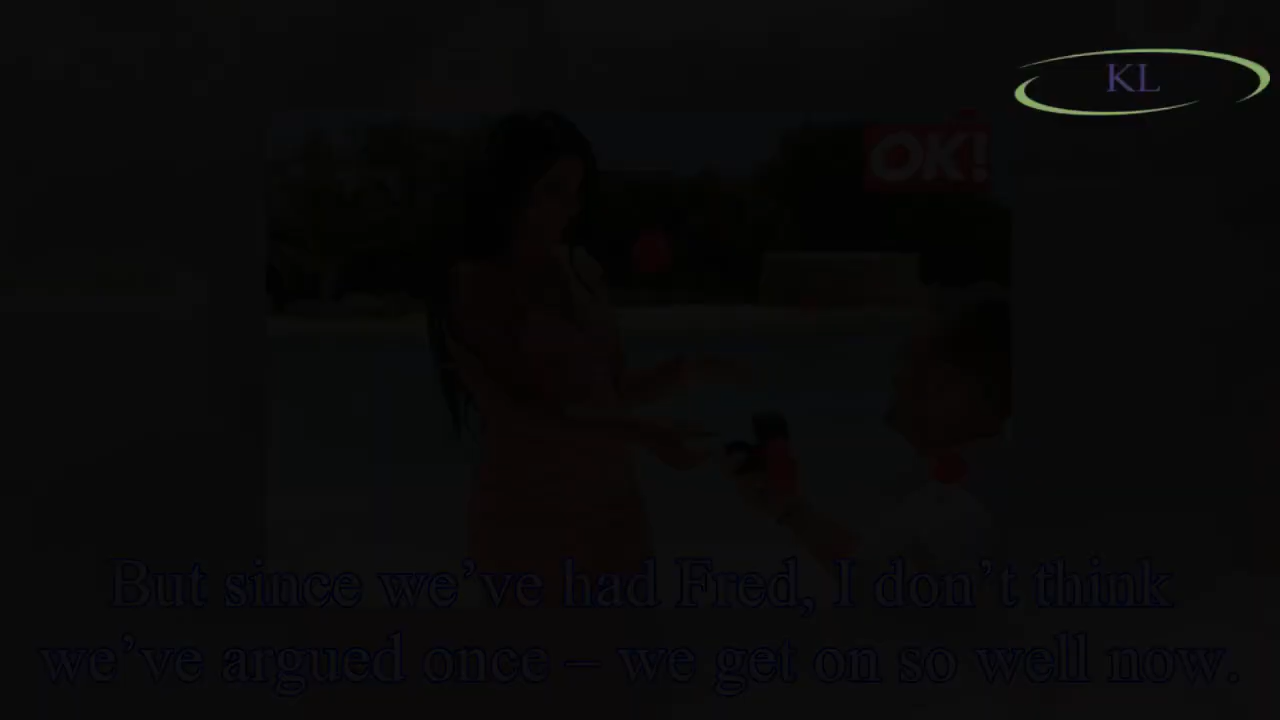 KL
OK!
But since we’ve had Fred, I don’t think
we’ve argued once – we get on so well now.